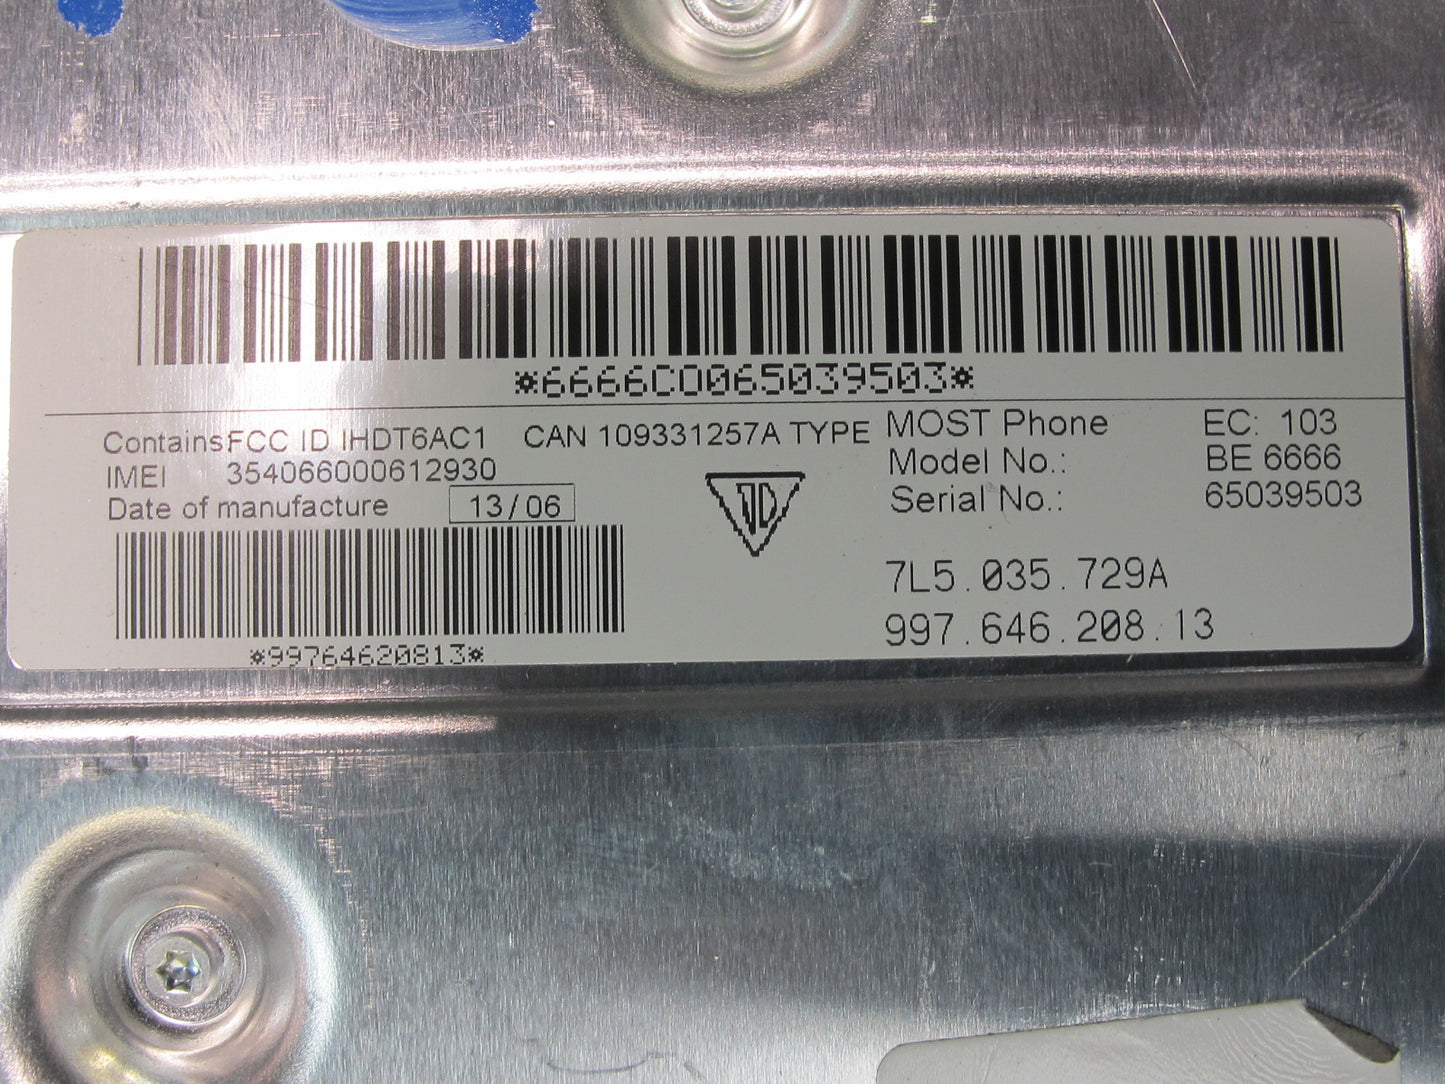 *6666C0065039503*
ContainsFCC ID IHDT6AC1 CAN 109331257A TYPE
IMEI 354066000612930
Date of manufacture 13/06
MOST Phone EC: 103
Model No.: BE 6666
Serial No.: 65039503
7L5.035.729A
997.646.208.13
*99764620813*